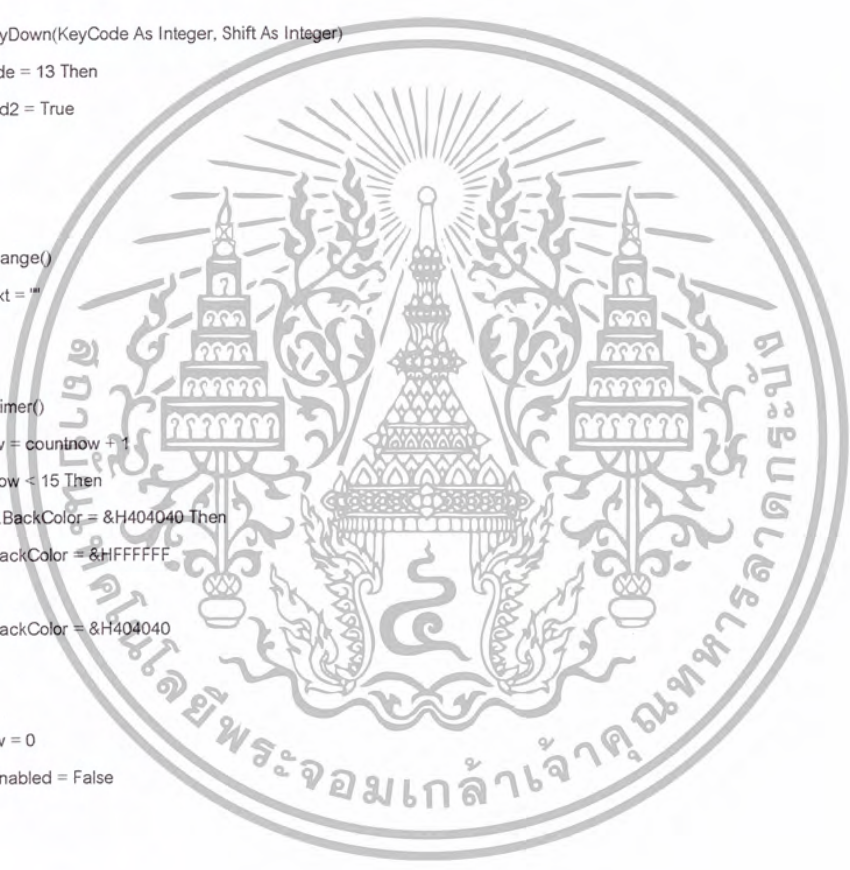 yDown(KeyCode As Integer, Shift As Integer)
de = 13 Then
d2 = True
ange()
xt = ""
imer()
v = countnow + 1
ow < 15 Then
.BackColor = &H404040 Then
ackColor = &HFFFFFF
ackColor = &H404040
v = 0
nabled = False
สถาบันเทคโนโลยีพระจอมเกล้าเจ้าคุณทหารลาดกระบัง
๔